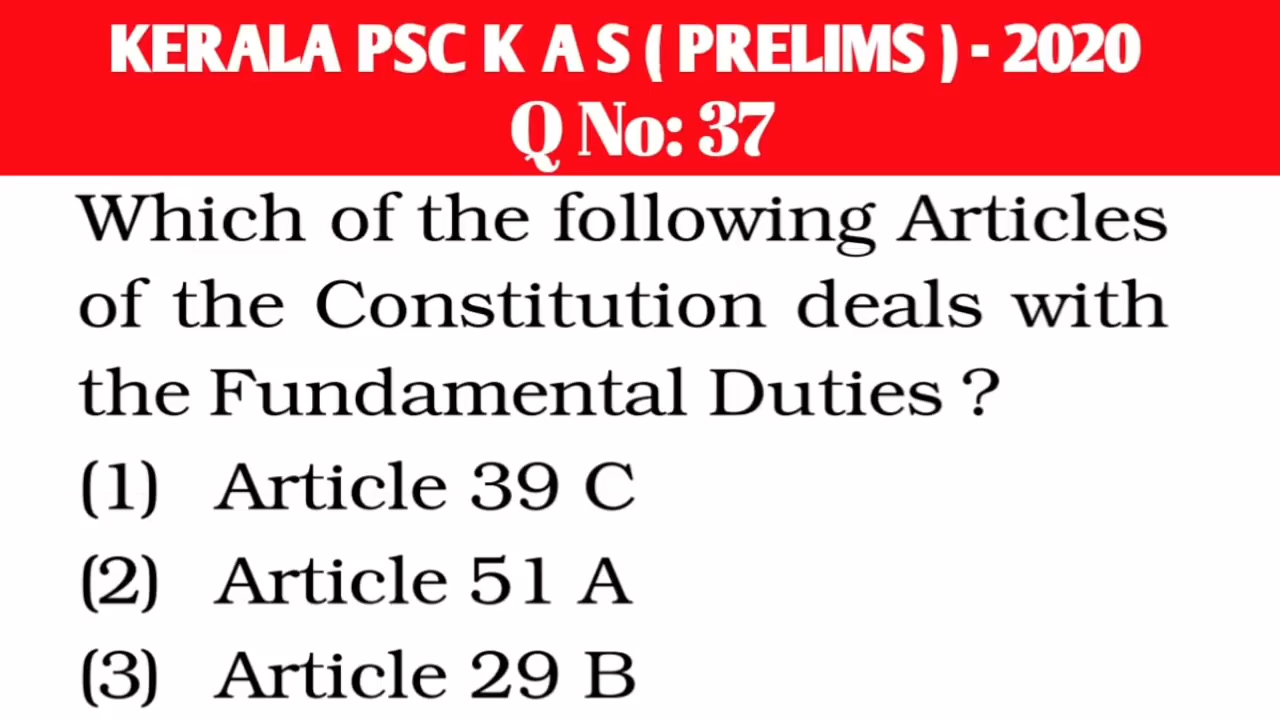 KERALA PSC K A S ( PRELIMS ) - 2020
Q No: 37
Which of the following Articles
of the Constitution deals with
the Fundamental Duties ?
(1) Article 39 C
(2) Article 51 A
(3) Article 29 B